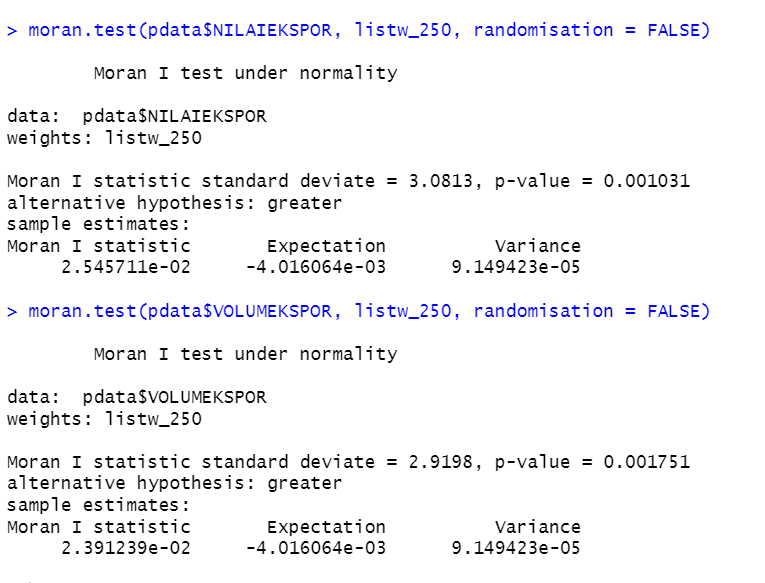 > moran.test(pdata$NILAIEKSPOR, listw_250, randomisation = FALSE)
Moran I test under normality
data:  pdata$NILAIEKSPOR
weights: listw_250
Moran I statistic standard deviate = 3.0813, p-value = 0.001031
alternative hypothesis: greater
sample estimates:
Moran I statistic       Expectation          Variance
2.545711e-02     -4.016064e-03      9.149423e-05
> moran.test(pdata$VOLUMEKSPOR, listw_250, randomisation = FALSE)
Moran I test under normality
data:  pdata$VOLUMEKSPOR
weights: listw_250
Moran I statistic standard deviate = 2.9198, p-value = 0.001751
alternative hypothesis: greater
sample estimates:
Moran I statistic       Expectation          Variance
2.391239e-02     -4.016064e-03      9.149423e-05